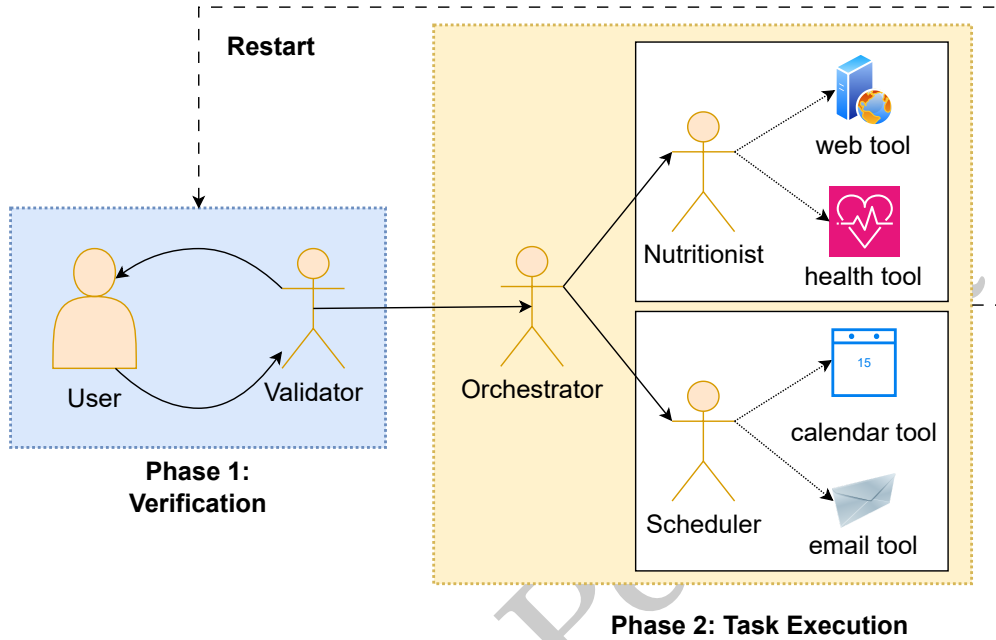 Restart
web tool
Nutritionist
health tool
User
Validator
Orchestrator
15
calendar tool
Scheduler
email tool
Phase 1:
Verification
Phase 2: Task Execution